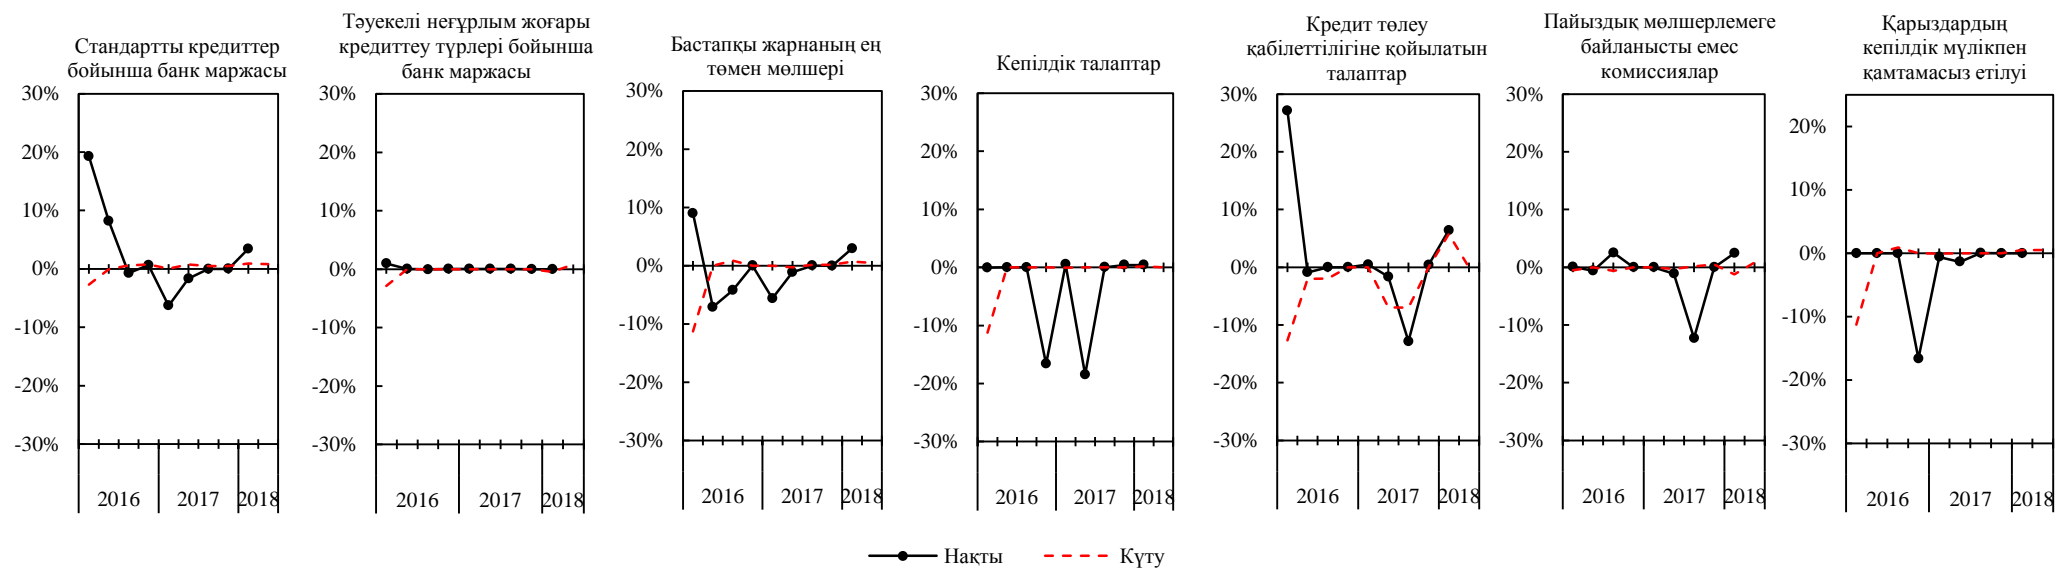 Стандартты кредиттер
бойынша банк маржасы
30%
20%
10%
0%
-10%
-20%
-30%
2016 2017 2018
Тәуекелі неғұрлым жоғары
кредиттеу түрлері бойынша
банк маржасы
30%
20%
10%
0%
-10%
-20%
-30%
2016 2017 2018
Бастапқы жарнаның ең
төмен мөлшері
30%
20%
10%
0%
-10%
-20%
-30%
2016 2017 2018
Кепілдік талаптар
30%
20%
10%
0%
-10%
-20%
-30%
2016 2017 2018
Кредит төлеу
қабілеттілігіне қойылатын
талаптар
30%
20%
10%
0%
-10%
-20%
-30%
2016 2017 2018
Пайыздық мөлшерлемеге
байланысты емес
комиссиялар
30%
20%
10%
0%
-10%
-20%
-30%
2016 2017 2018
Қарыздардың
кепілдік мүлікпен
қамтамасыз етілуі
20%
10%
0%
-10%
-20%
-30%
2016 2017 2018
Нақты Күту